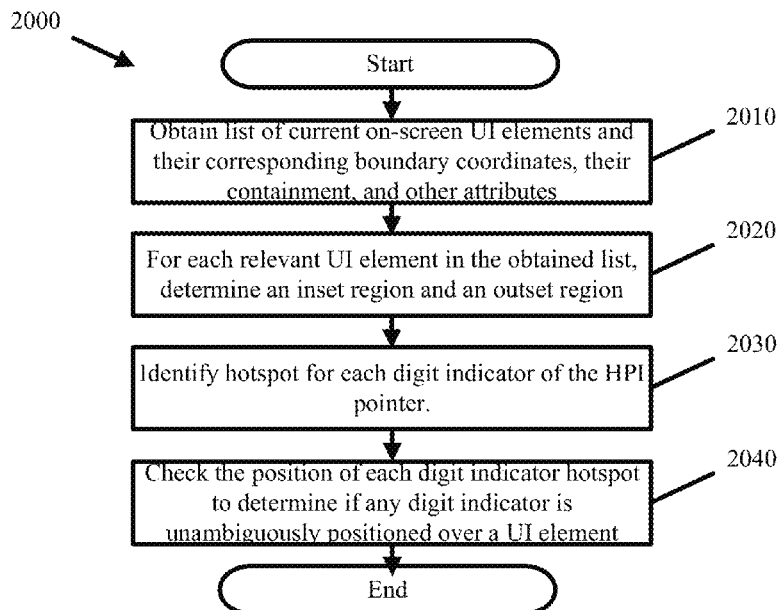 2000
Start
2010
Obtain list of current on-screen UI elements and
their corresponding boundary coordinates, their
containment, and other attributes
2020
For each relevant UI element in the obtained list,
determine an inset region and an outset region
2030
Identify hotspot for each digit indicator of the HPI
pointer.
2040
Check the position of each digit indicator hotspot
to determine if any digit indicator is
unambiguously positioned over a UI element
End